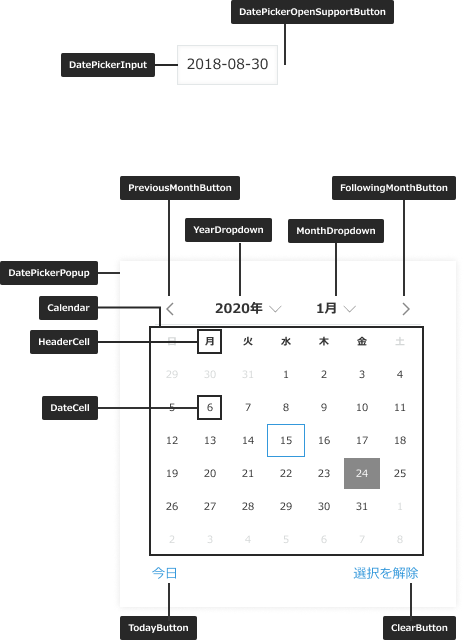 DatePickerOpenSupportButton
DatePickerInput
2018-08-30
PreviousMonthButton
FollowingMonthButton
YearDropdown
MonthDropdown
DatePickerPopup
2020年
1月
Calendar
HeaderCell
日 月 火 水 木 金 土
29 30 31 1 2 3 4
DateCell
5 6 7 8 9 10 11
12 13 14 15 16 17 18
19 20 21 22 23 24 25
26 27 28 29 30 31 1
2 3 4 5 6 7 8
今日
選択を解除
TodayButton
ClearButton